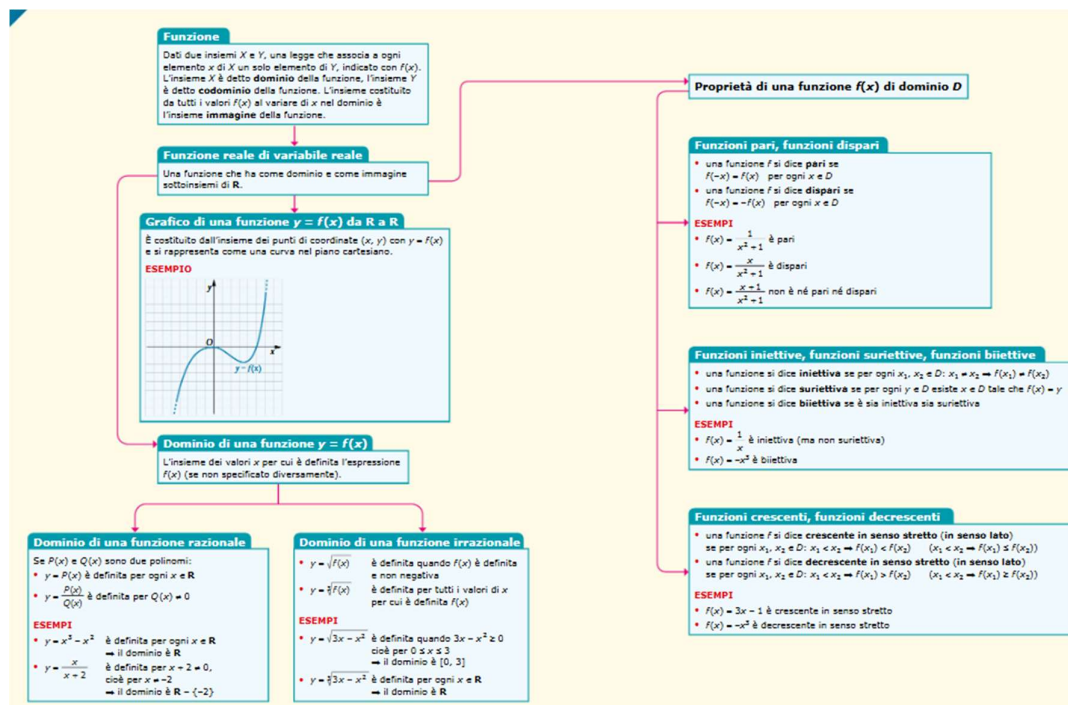 Funzione
Dati due insiemi X e Y, una legge che associa a ogni
elemento x di X un solo elemento di Y, indicato con f(x).
L'insieme X è detto dominio della funzione, l'insieme Y
è detto codominio della funzione. L'insieme costituito
da tutti i valori f(x) al variare di x nel dominio è
l'insieme immagine della funzione.
Funzione reale di variabile reale
Una funzione che ha come dominio e come immagine
sottoinsiemi di R.
Grafico di una funzione y = f(x) da R a R
È costituito dall'insieme dei punti di coordinate (x, y) con y = f(x)
e si rappresenta come una curva nel piano cartesiano.
ESEMPIO
y
O
x
y = f(x)
Dominio di una funzione y = f(x)
L'insieme dei valori x per cui è definita l'espressione
f(x) (se non specificato diversamente).
Dominio di una funzione razionale
Se P(x) e Q(x) sono due polinomi:
• y = P(x) è definita per ogni x ∈ R
• y = P(x)/Q(x) è definita per Q(x) ≠ 0
ESEMPI
• y = x³ – x² è definita per ogni x ∈ R
➡ il dominio è R
• y = x/(x + 2) è definita per x + 2 ≠ 0,
cioè per x ≠ –2
➡ il dominio è R – {–2}
Dominio di una funzione irrazionale
• y = √f(x) è definita quando f(x) è definita
e non negativa
• y = ∛f(x) è definita per tutti i valori di x
per cui è definita f(x)
ESEMPI
• y = √3x – x² è definita quando 3x – x² ≥ 0
cioè per 0 ≤ x ≤ 3
➡ il dominio è [0, 3]
• y = ∛3x – x² è definita per ogni x ∈ R
➡ il dominio è R
Proprietà di una funzione f(x) di dominio D
Funzioni pari, funzioni dispari
• una funzione f si dice pari se
f(–x) = f(x) per ogni x ∈ D
• una funzione f si dice dispari se
f(–x) = –f(x) per ogni x ∈ D
ESEMPI
• f(x) = 1/(x² + 1) è pari
• f(x) = x/(x² + 1) è dispari
• f(x) = (x + 1)/(x² + 1) non è né pari né dispari
Funzioni iniettive, funzioni suriettive, funzioni biiettive
• una funzione si dice iniettiva se per ogni x₁, x₂ ∈ D: x₁ ≠ x₂ ➡ f(x₁) ≠ f(x₂)
• una funzione si dice suriettiva se per ogni y ∈ D esiste x ∈ D tale che f(x) = y
• una funzione si dice biiettiva se è sia iniettiva sia suriettiva
ESEMPI
• f(x) = 1/x è iniettiva (ma non suriettiva)
• f(x) = –x³ è biiettiva
Funzioni crescenti, funzioni decrescenti
• una funzione f si dice crescente in senso stretto (in senso lato)
se per ogni x₁, x₂ ∈ D: x₁ < x₂ ➡ f(x₁) < f(x₂) (x₁ < x₂ ➡ f(x₁) ≤ f(x₂))
• una funzione f si dice decrescente in senso stretto (in senso lato)
se per ogni x₁, x₂ ∈ D: x₁ < x₂ ➡ f(x₁) > f(x₂) (x₁ < x₂ ➡ f(x₁) ≥ f(x₂))
ESEMPI
• f(x) = 3x – 1 è crescente in senso stretto
• f(x) = –x³ è decrescente in senso stretto